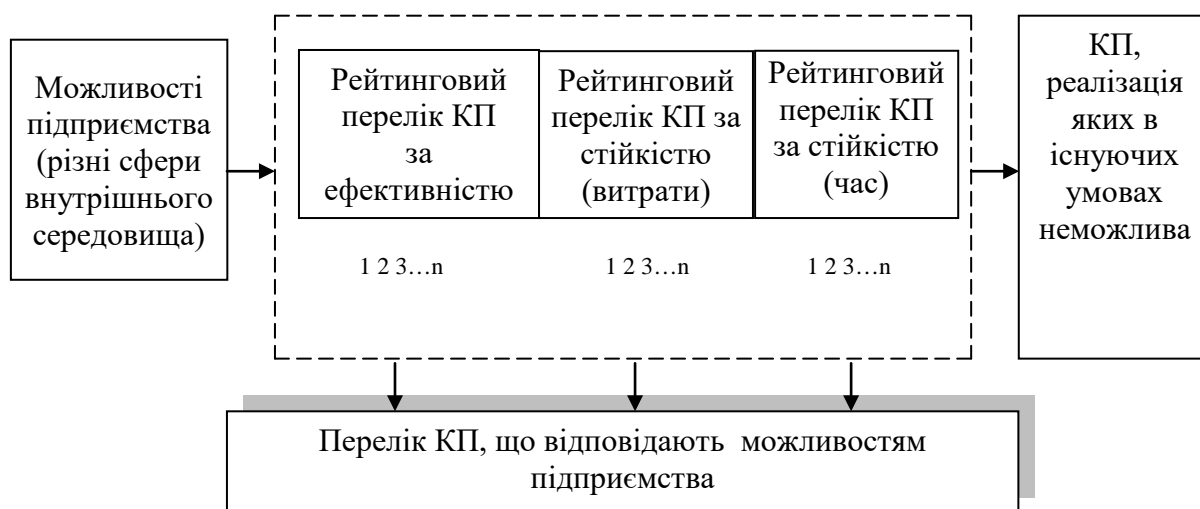 Можливості
підприємства
(різні сфери
внутрішнього
середовища)
Рейтинговий
перелік КП
за
ефективністю
Рейтинговий
перелік КП за
стійкістю
(витрати)
Рейтинговий
перелік КП
за стійкістю
(час)
1 2 3…n
1 2 3…n
1 2 3…n
КП,
реалізація
яких в
існуючих
умовах
неможлива
Перелік КП, що відповідають можливостям
підприємства